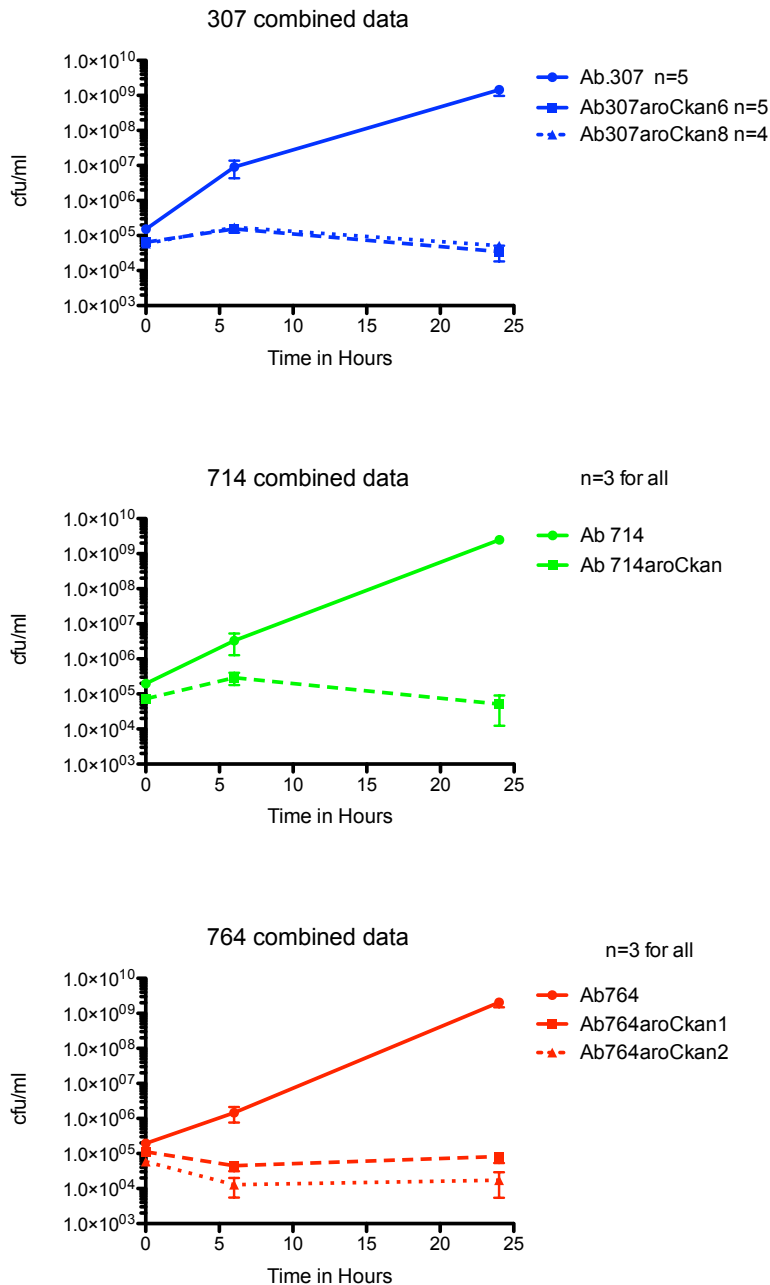 307 combined data
1.0×10¹⁰
1.0×10⁰⁹
1.0×10⁰⁸
1.0×10⁰⁷
1.0×10⁰⁶
1.0×10⁰⁵
1.0×10⁰⁴
1.0×10⁰³
cfu/ml
0 5 10 15 20 25
Time in Hours
Ab.307 n=5
Ab307aroCkan6 n=5
Ab307aroCkan8 n=4
714 combined data
n=3 for all
1.0×10¹⁰
1.0×10⁰⁹
1.0×10⁰⁸
1.0×10⁰⁷
1.0×10⁰⁶
1.0×10⁰⁵
1.0×10⁰⁴
1.0×10⁰³
cfu/ml
0 5 10 15 20 25
Time in Hours
Ab 714
Ab 714aroCkan
764 combined data
n=3 for all
1.0×10¹⁰
1.0×10⁰⁹
1.0×10⁰⁸
1.0×10⁰⁷
1.0×10⁰⁶
1.0×10⁰⁵
1.0×10⁰⁴
1.0×10⁰³
cfu/ml
0 5 10 15 20 25
Time in Hours
Ab764
Ab764aroCkan1
Ab764aroCkan2